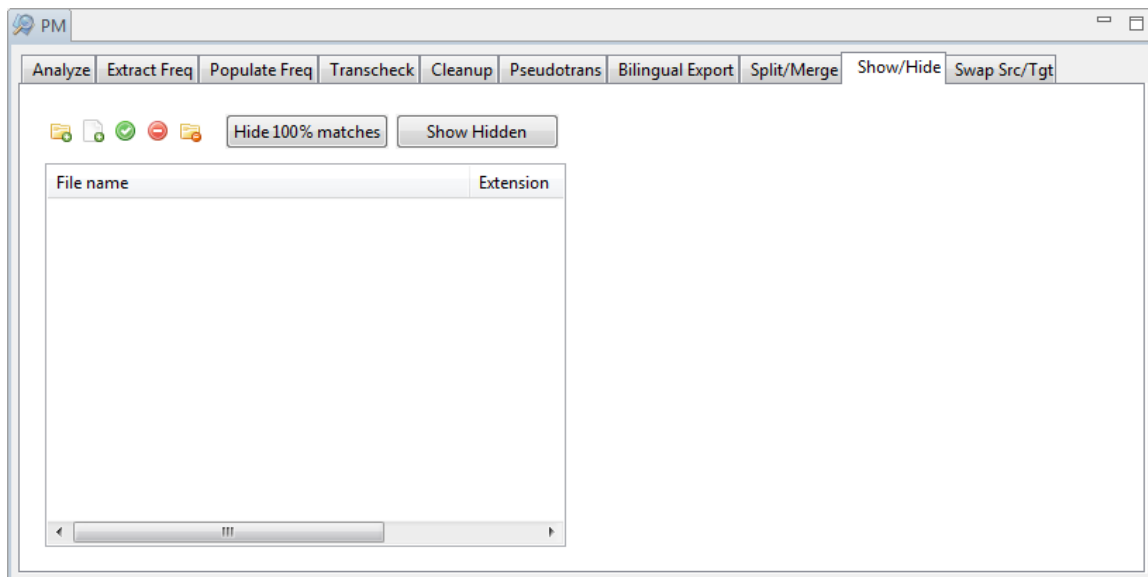 PM
Analyze Extract Freq Populate Freq Transcheck Cleanup Pseudotrans Bilingual Export Split/Merge Show/Hide Swap Src/Tgt
Hide 100% matches Show Hidden
File name Extension